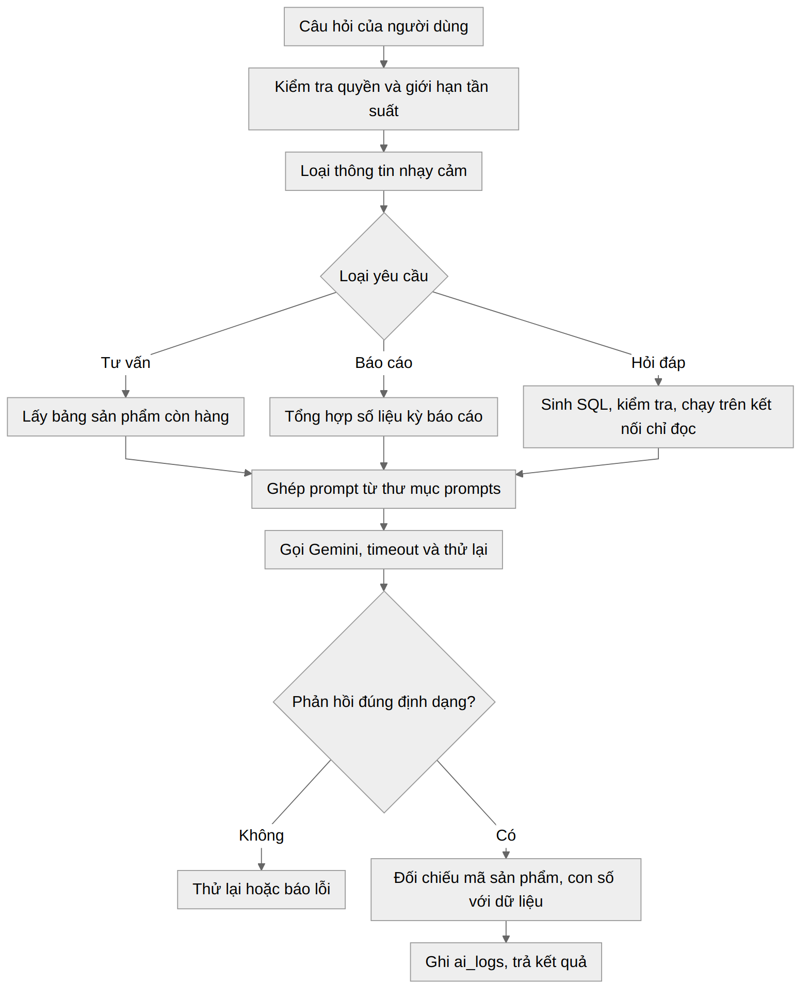 Câu hỏi của người dùng
Kiểm tra quyền và giới hạn tần
suất
Loại thông tin nhạy cảm
Loại yêu cầu
Tư vấn
Báo cáo
Hỏi đáp
Lấy bảng sản phẩm còn hàng
Tổng hợp số liệu kỳ báo cáo
Sinh SQL, kiểm tra, chạy trên kết
nối chỉ đọc
Ghép prompt từ thư mục prompts
Gọi Gemini, timeout và thử lại
Phản hồi đúng định dạng?
Không
Có
Thử lại hoặc báo lỗi
Đối chiếu mã sản phẩm, con số
với dữ liệu
Ghi ai_logs, trả kết quả